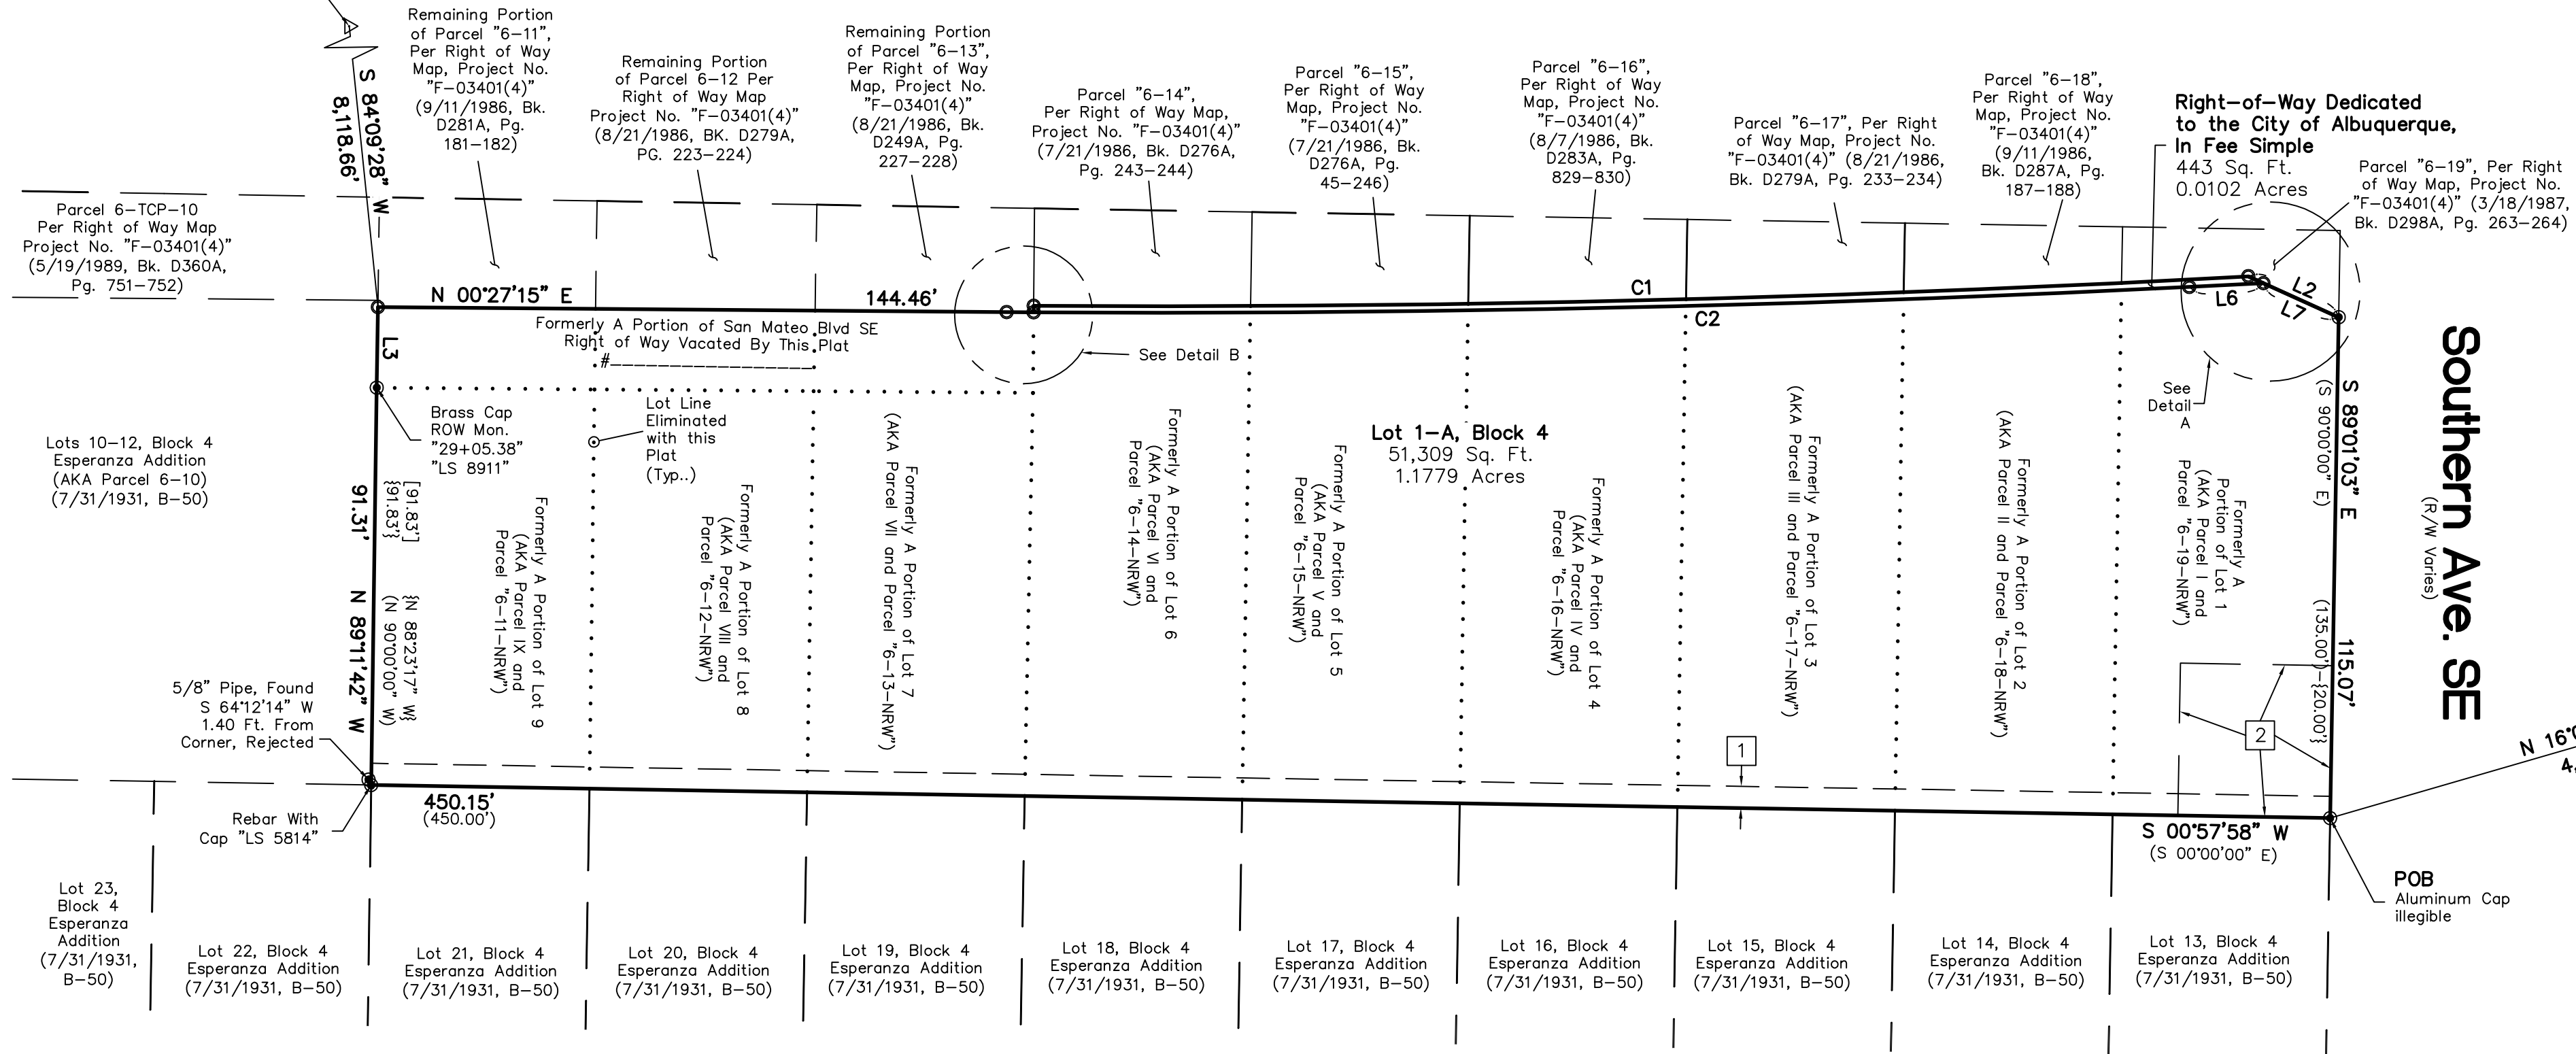 S 84°09'28" W
8,118.66'
Remaining Portion
of Parcel "6-11",
Per Right of Way
Map, Project No.
"F-03401(4)"
(9/11/1986, Bk.
D281A, Pg.
181-182)
Remaining Portion
of Parcel 6-12 Per
Right of Way Map
Project No. "F-03401(4)"
(8/21/1986, BK. D279A,
PG. 223-224)
Remaining Portion
of Parcel "6-13",
Per Right of Way
Map, Project No.
"F-03401(4)"
(8/21/1986, Bk.
D249A, Pg.
227-228)
Parcel "6-14",
Per Right of Way Map,
Project No. "F-03401(4)"
(7/21/1986, Bk. D276A,
Pg. 243-244)
Parcel "6-15",
Per Right of Way
Map, Project No.
"F-03401(4)"
(7/21/1986, Bk.
D276A, Pg.
45-246)
Parcel "6-16",
Per Right of Way
Map, Project No.
"F-03401(4)"
(8/7/1986, Bk.
D283A, Pg.
829-830)
Parcel "6-17", Per Right
of Way Map, Project No.
"F-03401(4)" (8/21/1986,
Bk. D279A, Pg. 233-234)
Parcel "6-18",
Per Right of Way
Map, Project No.
"F-03401(4)"
(9/11/1986,
Bk. D287A, Pg.
187-188)
Right-of-Way Dedicated
to the City of Albuquerque,
In Fee Simple
443 Sq. Ft.
0.0102 Acres
Parcel "6-19", Per Right
of Way Map, Project No.
"F-03401(4)" (3/18/1987,
Bk. D298A, Pg. 263-264)
Parcel 6-TCP-10
Per Right of Way Map
Project No. "F-03401(4)"
(5/19/1989, Bk. D360A,
Pg. 751-752)
N 00°27'15" E
144.46'
C1
C2
L6
L2
L7
L3
Formerly A Portion of San Mateo Blvd SE
Right of Way Vacated By This Plat
#__________________
See Detail B
See
Detail
A
Brass Cap
ROW Mon.
"29+05.38"
"LS 8911"
Lot Line
Eliminated
with this
Plat
(Typ..)
Lot 1-A, Block 4
51,309 Sq. Ft.
1.1779 Acres
Lots 10-12, Block 4
Esperanza Addition
(AKA Parcel 6-10)
(7/31/1931, B-50)
91.31'
[91.83']
{91.83'}
N 89°11'42" W
{N 88°23'17" W}
(N 90°00'00" W)
Formerly A Portion of Lot 9
(AKA Parcel IX and
Parcel "6-11-NRW")
Formerly A Portion of Lot 8
(AKA Parcel VIII and
Parcel "6-12-NRW")
Formerly A Portion of Lot 7
(AKA Parcel VII and Parcel "6-13-NRW")
Formerly A Portion of Lot 6
(AKA Parcel VI and
Parcel "6-14-NRW")
Formerly A Portion of Lot 5
(AKA Parcel V and
Parcel "6-15-NRW")
Formerly A Portion of Lot 4
(AKA Parcel IV and
Parcel "6-16-NRW")
Formerly A Portion of Lot 3
(AKA Parcel III and Parcel "6-17-NRW")
Formerly A Portion of Lot 2
(AKA Parcel II and Parcel "6-18-NRW")
Formerly A
Portion of Lot 1
(AKA Parcel I and
Parcel "6-19-NRW")
S 89°01'03" E
(S 90°00'00" E)
115.07'
(135.00')-{20.00'}
Southern Ave. SE
(R/W Varies)
5/8" Pipe, Found
S 64°12'14" W
1.40 Ft. From
Corner, Rejected
1
2
450.15'
(450.00')
Rebar With
Cap "LS 5814"
S 00°57'58" W
(S 00°00'00" E)
POB
Aluminum Cap
illegible
Lot 23,
Block 4
Esperanza
Addition
(7/31/1931,
B-50)
Lot 22, Block 4
Esperanza Addition
(7/31/1931, B-50)
Lot 21, Block 4
Esperanza Addition
(7/31/1931, B-50)
Lot 20, Block 4
Esperanza Addition
(7/31/1931, B-50)
Lot 19, Block 4
Esperanza Addition
(7/31/1931, B-50)
Lot 18, Block 4
Esperanza Addition
(7/31/1931, B-50)
Lot 17, Block 4
Esperanza Addition
(7/31/1931, B-50)
Lot 16, Block 4
Esperanza Addition
(7/31/1931, B-50)
Lot 15, Block 4
Esperanza Addition
(7/31/1931, B-50)
Lot 14, Block 4
Esperanza Addition
(7/31/1931, B-50)
Lot 13, Block 4
Esperanza Addition
(7/31/1931, B-50)